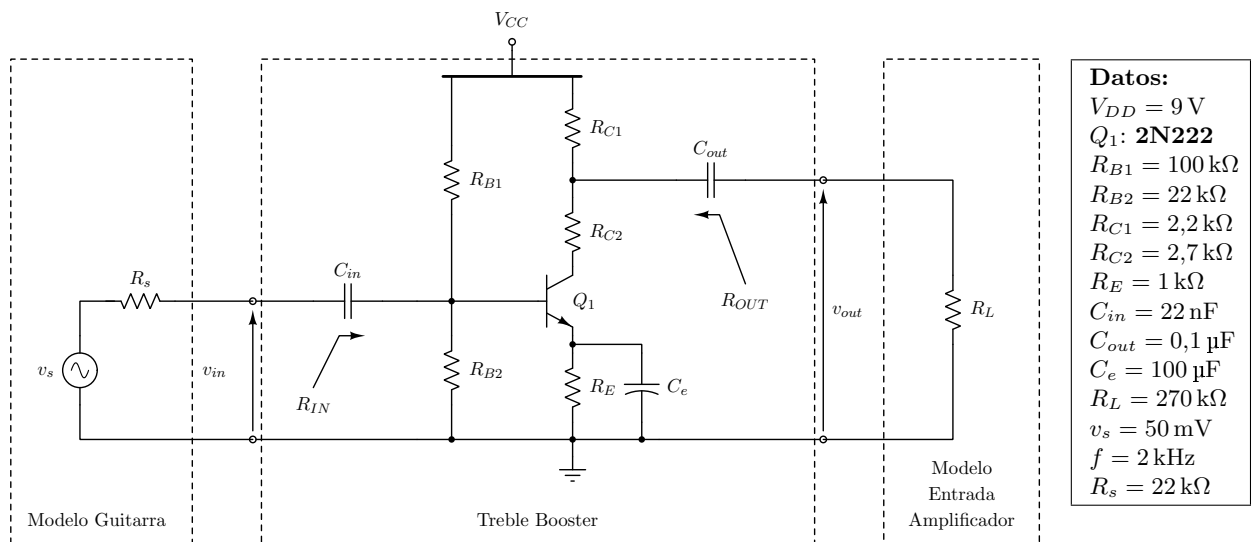 V_CC
R_C1
C_out
R_B1
R_C2
R_s
C_in
Q_1
R_OUT
v_out
R_L
v_s
v_in
R_IN
R_B2
R_E
C_e
Modelo Guitarra
Treble Booster
Modelo
Entrada
Amplificador
Datos:
V_DD = 9 V
Q_1: 2N222
R_B1 = 100 kΩ
R_B2 = 22 kΩ
R_C1 = 2,2 kΩ
R_C2 = 2,7 kΩ
R_E = 1 kΩ
C_in = 22 nF
C_out = 0,1 µF
C_e = 100 µF
R_L = 270 kΩ
v_s = 50 mV
f = 2 kHz
R_s = 22 kΩ